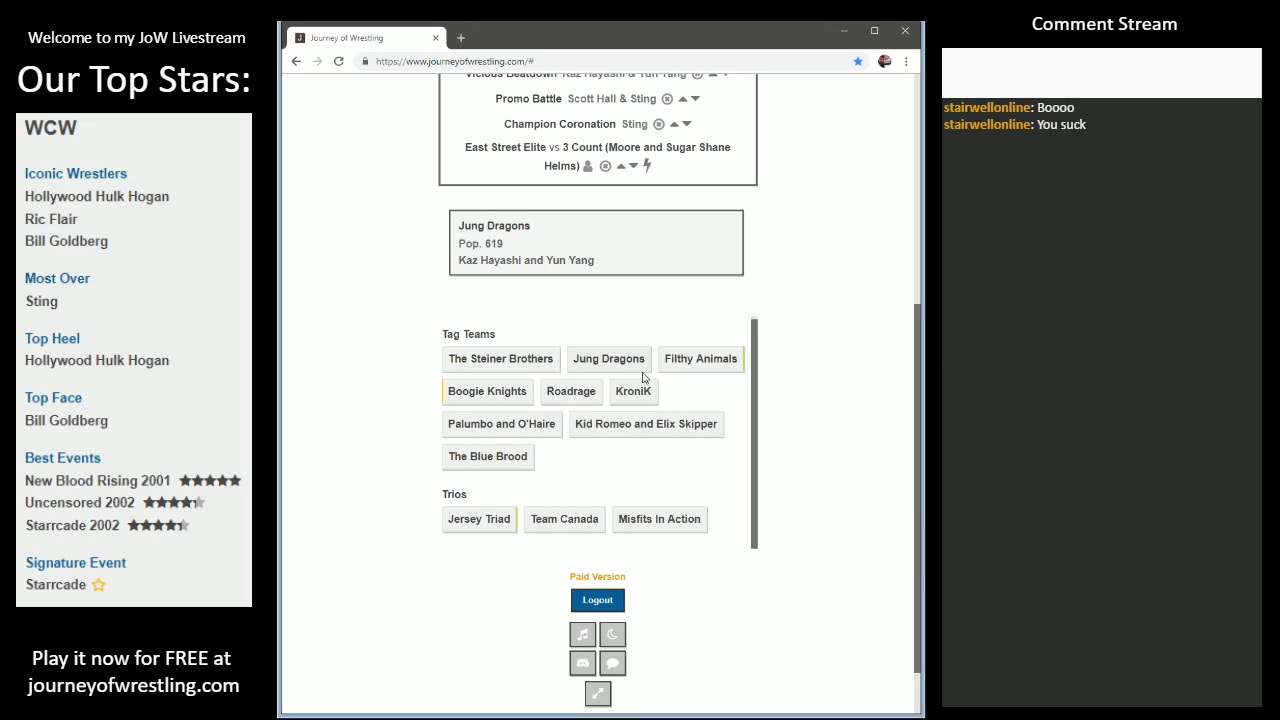 Welcome to my JoW Livestream
Our Top Stars:
WCW
Iconic Wrestlers
Hollywood Hulk Hogan
Ric Flair
Bill Goldberg
Most Over
Sting
Top Heel
Hollywood Hulk Hogan
Top Face
Bill Goldberg
Best Events
New Blood Rising 2001
Uncensored 2002
Starrcade 2002
Signature Event
Starrcade
Play it now for FREE at
journeyofwrestling.com
Journey of Wrestling
https://www.journeyofwrestling.com/#
Vicious Beatdown Kaz Hayashi & Yun Yang
Promo Battle Scott Hall & Sting
Champion Coronation Sting
East Street Elite vs 3 Count (Moore and Sugar Shane
Helms)
Jung Dragons
Pop. 619
Kaz Hayashi and Yun Yang
Tag Teams
The Steiner Brothers Jung Dragons Filthy Animals
Boogie Knights Roadrage KroniK
Palumbo and O'Haire Kid Romeo and Elix Skipper
The Blue Brood
Trios
Jersey Triad Team Canada Misfits In Action
Paid Version
Logout
Comment Stream
stairwellonline: Boooo
stairwellonline: You suck